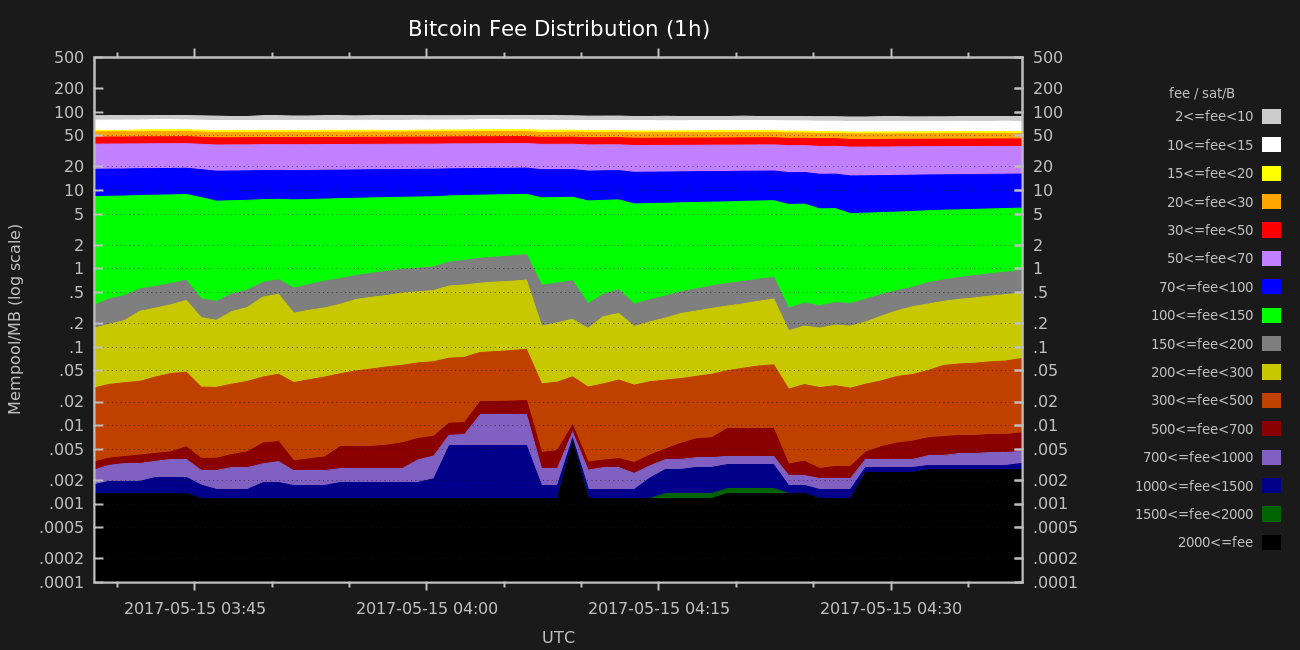 Bitcoin Fee Distribution (1h)
500 500
200 200
100 100
50 50
20 20
10 10
5 5
2 2
1 1
.5 .5
.2 .2
.1 .1
.05 .05
.02 .02
.01 .01
.005 .005
.002 .002
.001 .001
.0005 .0005
.0002 .0002
.0001 .0001
Mempool/MB (log scale)
2017-05-15 03:45 2017-05-15 04:00 2017-05-15 04:15 2017-05-15 04:30
UTC
fee / sat/B
2<=fee<10
10<=fee<15
15<=fee<20
20<=fee<30
30<=fee<50
50<=fee<70
70<=fee<100
100<=fee<150
150<=fee<200
200<=fee<300
300<=fee<500
500<=fee<700
700<=fee<1000
1000<=fee<1500
1500<=fee<2000
2000<=fee